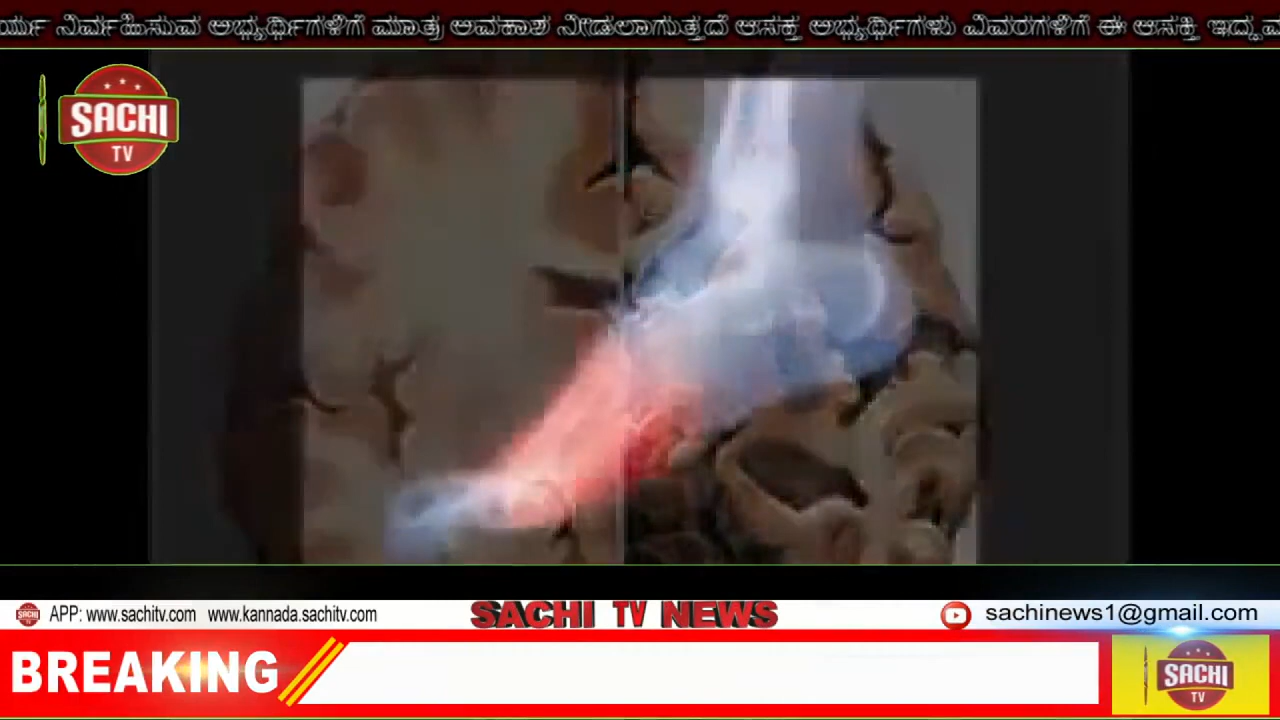 ನಿರ್ವಹಿಸುವ ಅಭ್ಯರ್ಥಿಗಳಿಗೆ ಮಾತ್ರ ಅವಕಾಶ ನೀಡಲಾಗುತ್ತದೆ ಆಸಕ್ತ ಅಭ್ಯರ್ಥಿಗಳು ವಿವರಗಳಿಗೆ ಈ ಆಸಕ್ತಿ
SACHI
TV
APP: www.sachitv.com www.kannada.sachitv.com SACHI TV NEWS sachinews1@gmail.com
BREAKING
SACHI
TV